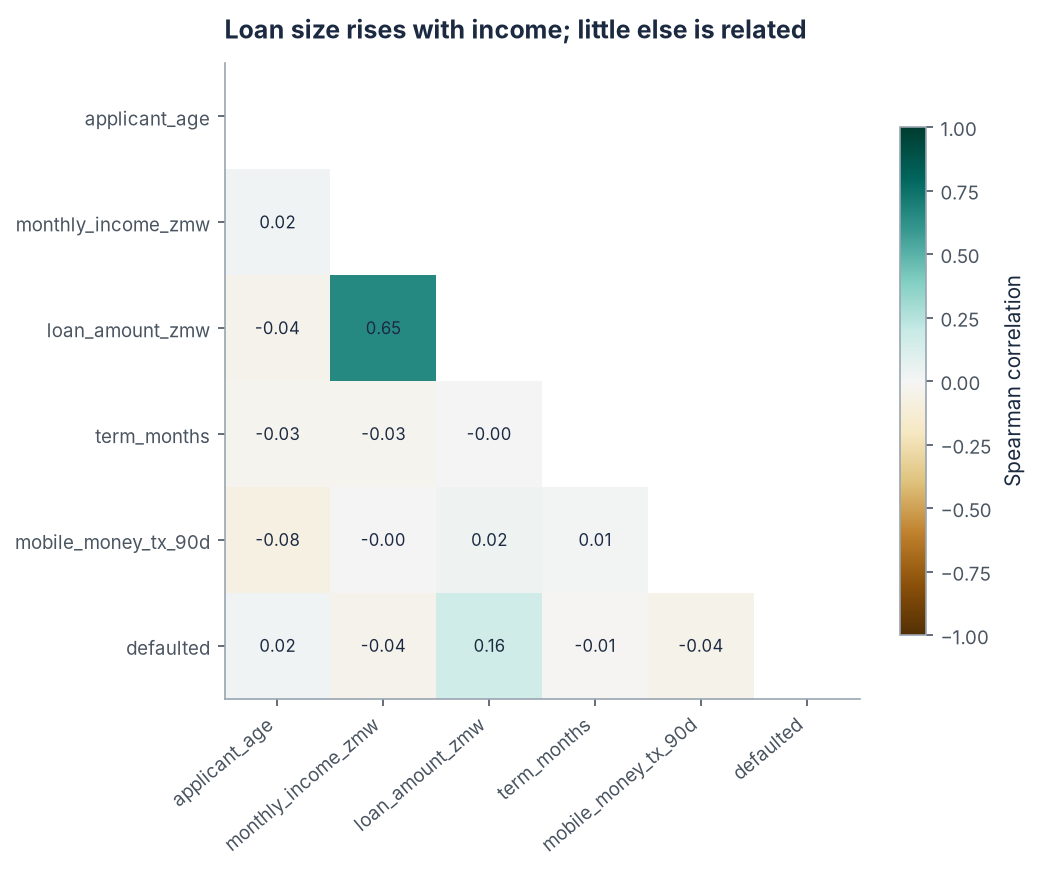 Loan size rises with income; little else is related
applicant_age
monthly_income_zmw 0.02
loan_amount_zmw -0.04 0.65
term_months -0.03 -0.03 -0.00
mobile_money_tx_90d -0.08 -0.00 0.02 0.01
defaulted 0.02 -0.04 0.16 -0.01 -0.04
applicant_age
monthly_income_zmw
loan_amount_zmw
term_months
mobile_money_tx_90d
defaulted
1.00
0.75
0.50
0.25
0.00
−0.25
−0.50
−0.75
−1.00
Spearman correlation